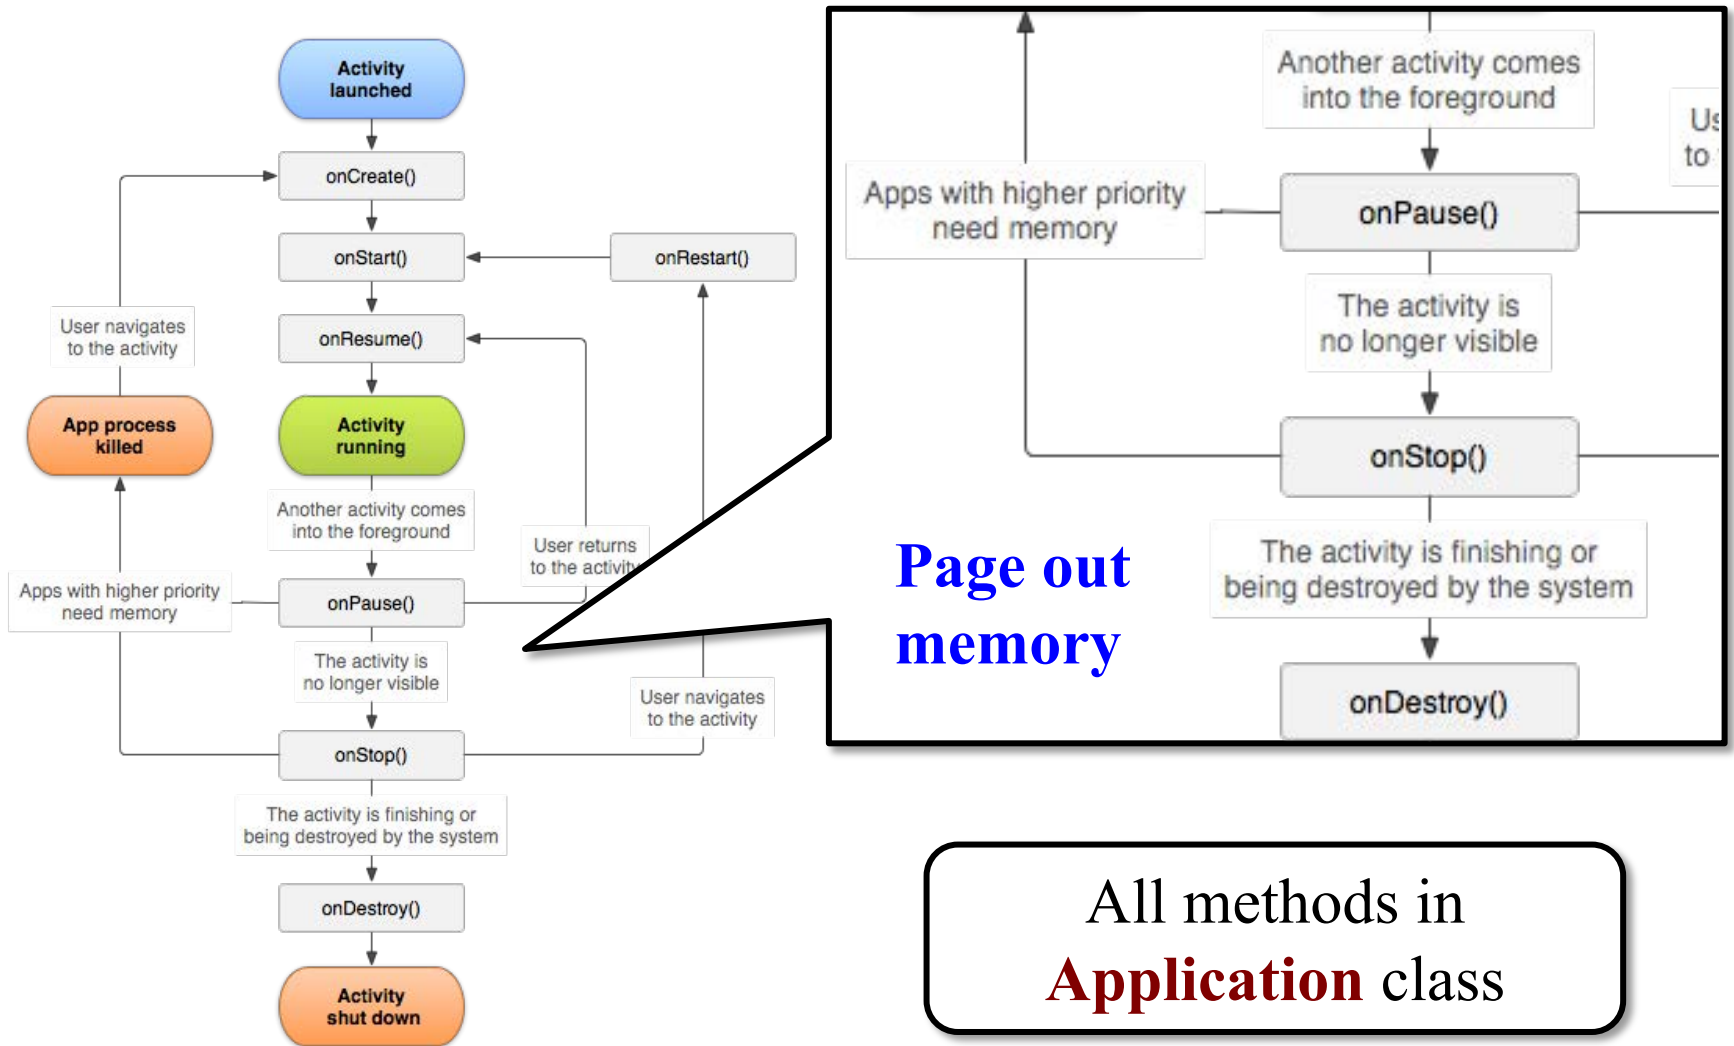 Activity
launched
onCreate()
onStart()
onRestart()
onResume()
User navigates
to the activity
App process
killed
Activity
running
Another activity comes
into the foreground
User returns
to the activity
Apps with higher priority
need memory
onPause()
The activity is
no longer visible
User navigates
to the activity
onStop()
The activity is finishing or
being destroyed by the system
onDestroy()
Activity
shut down
Another activity comes
into the foreground
Us
to
Apps with higher priority
need memory
onPause()
The activity is
no longer visible
onStop()
Page out
memory
The activity is finishing or
being destroyed by the system
onDestroy()
All methods in
Application class